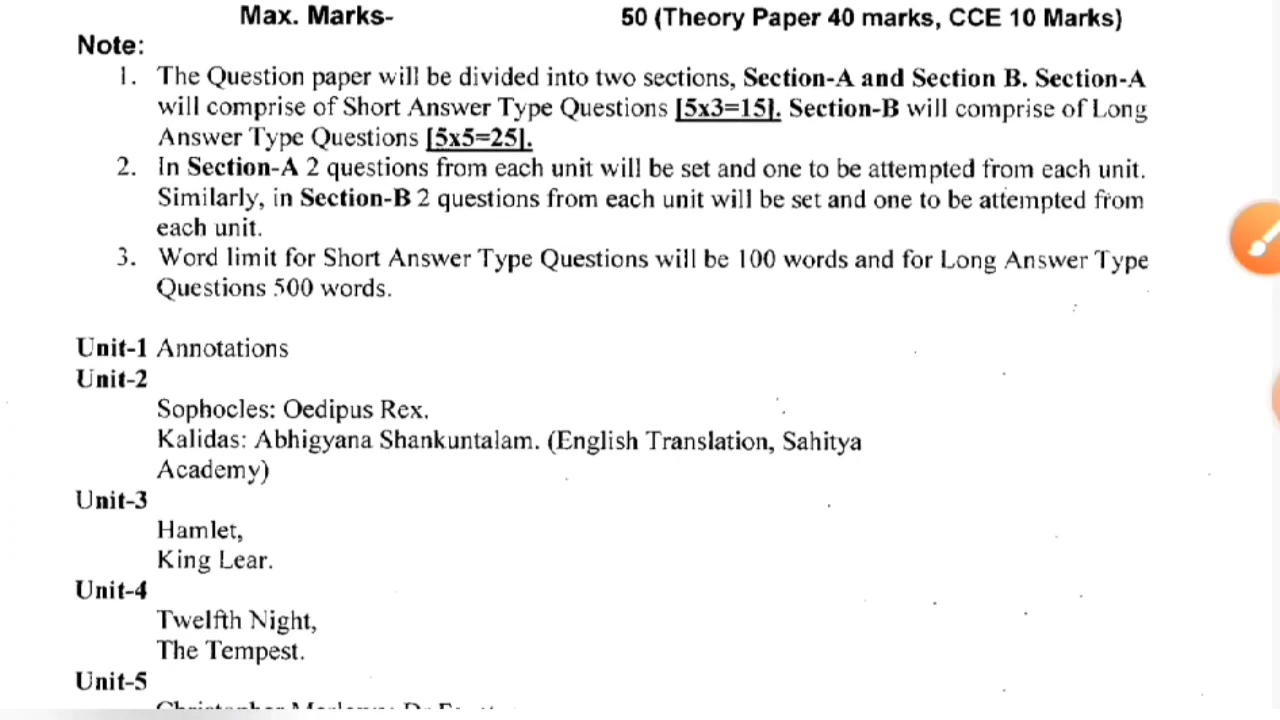 Max. Marks- 50 (Theory Paper 40 marks, CCE 10 Marks)
Note:
1. The Question paper will be divided into two sections, Section-A and Section B. Section-A
will comprise of Short Answer Type Questions [5x3=15]. Section-B will comprise of Long
Answer Type Questions [5x5=25].
2. In Section-A 2 questions from each unit will be set and one to be attempted from each unit.
Similarly, in Section-B 2 questions from each unit will be set and one to be attempted from
each unit.
3. Word limit for Short Answer Type Questions will be 100 words and for Long Answer Type
Questions 500 words.
Unit-1 Annotations
Unit-2
Sophocles: Oedipus Rex.
Kalidas: Abhigyana Shankuntalam. (English Translation, Sahitya
Academy)
Unit-3
Hamlet,
King Lear.
Unit-4
Twelfth Night,
The Tempest.
Unit-5